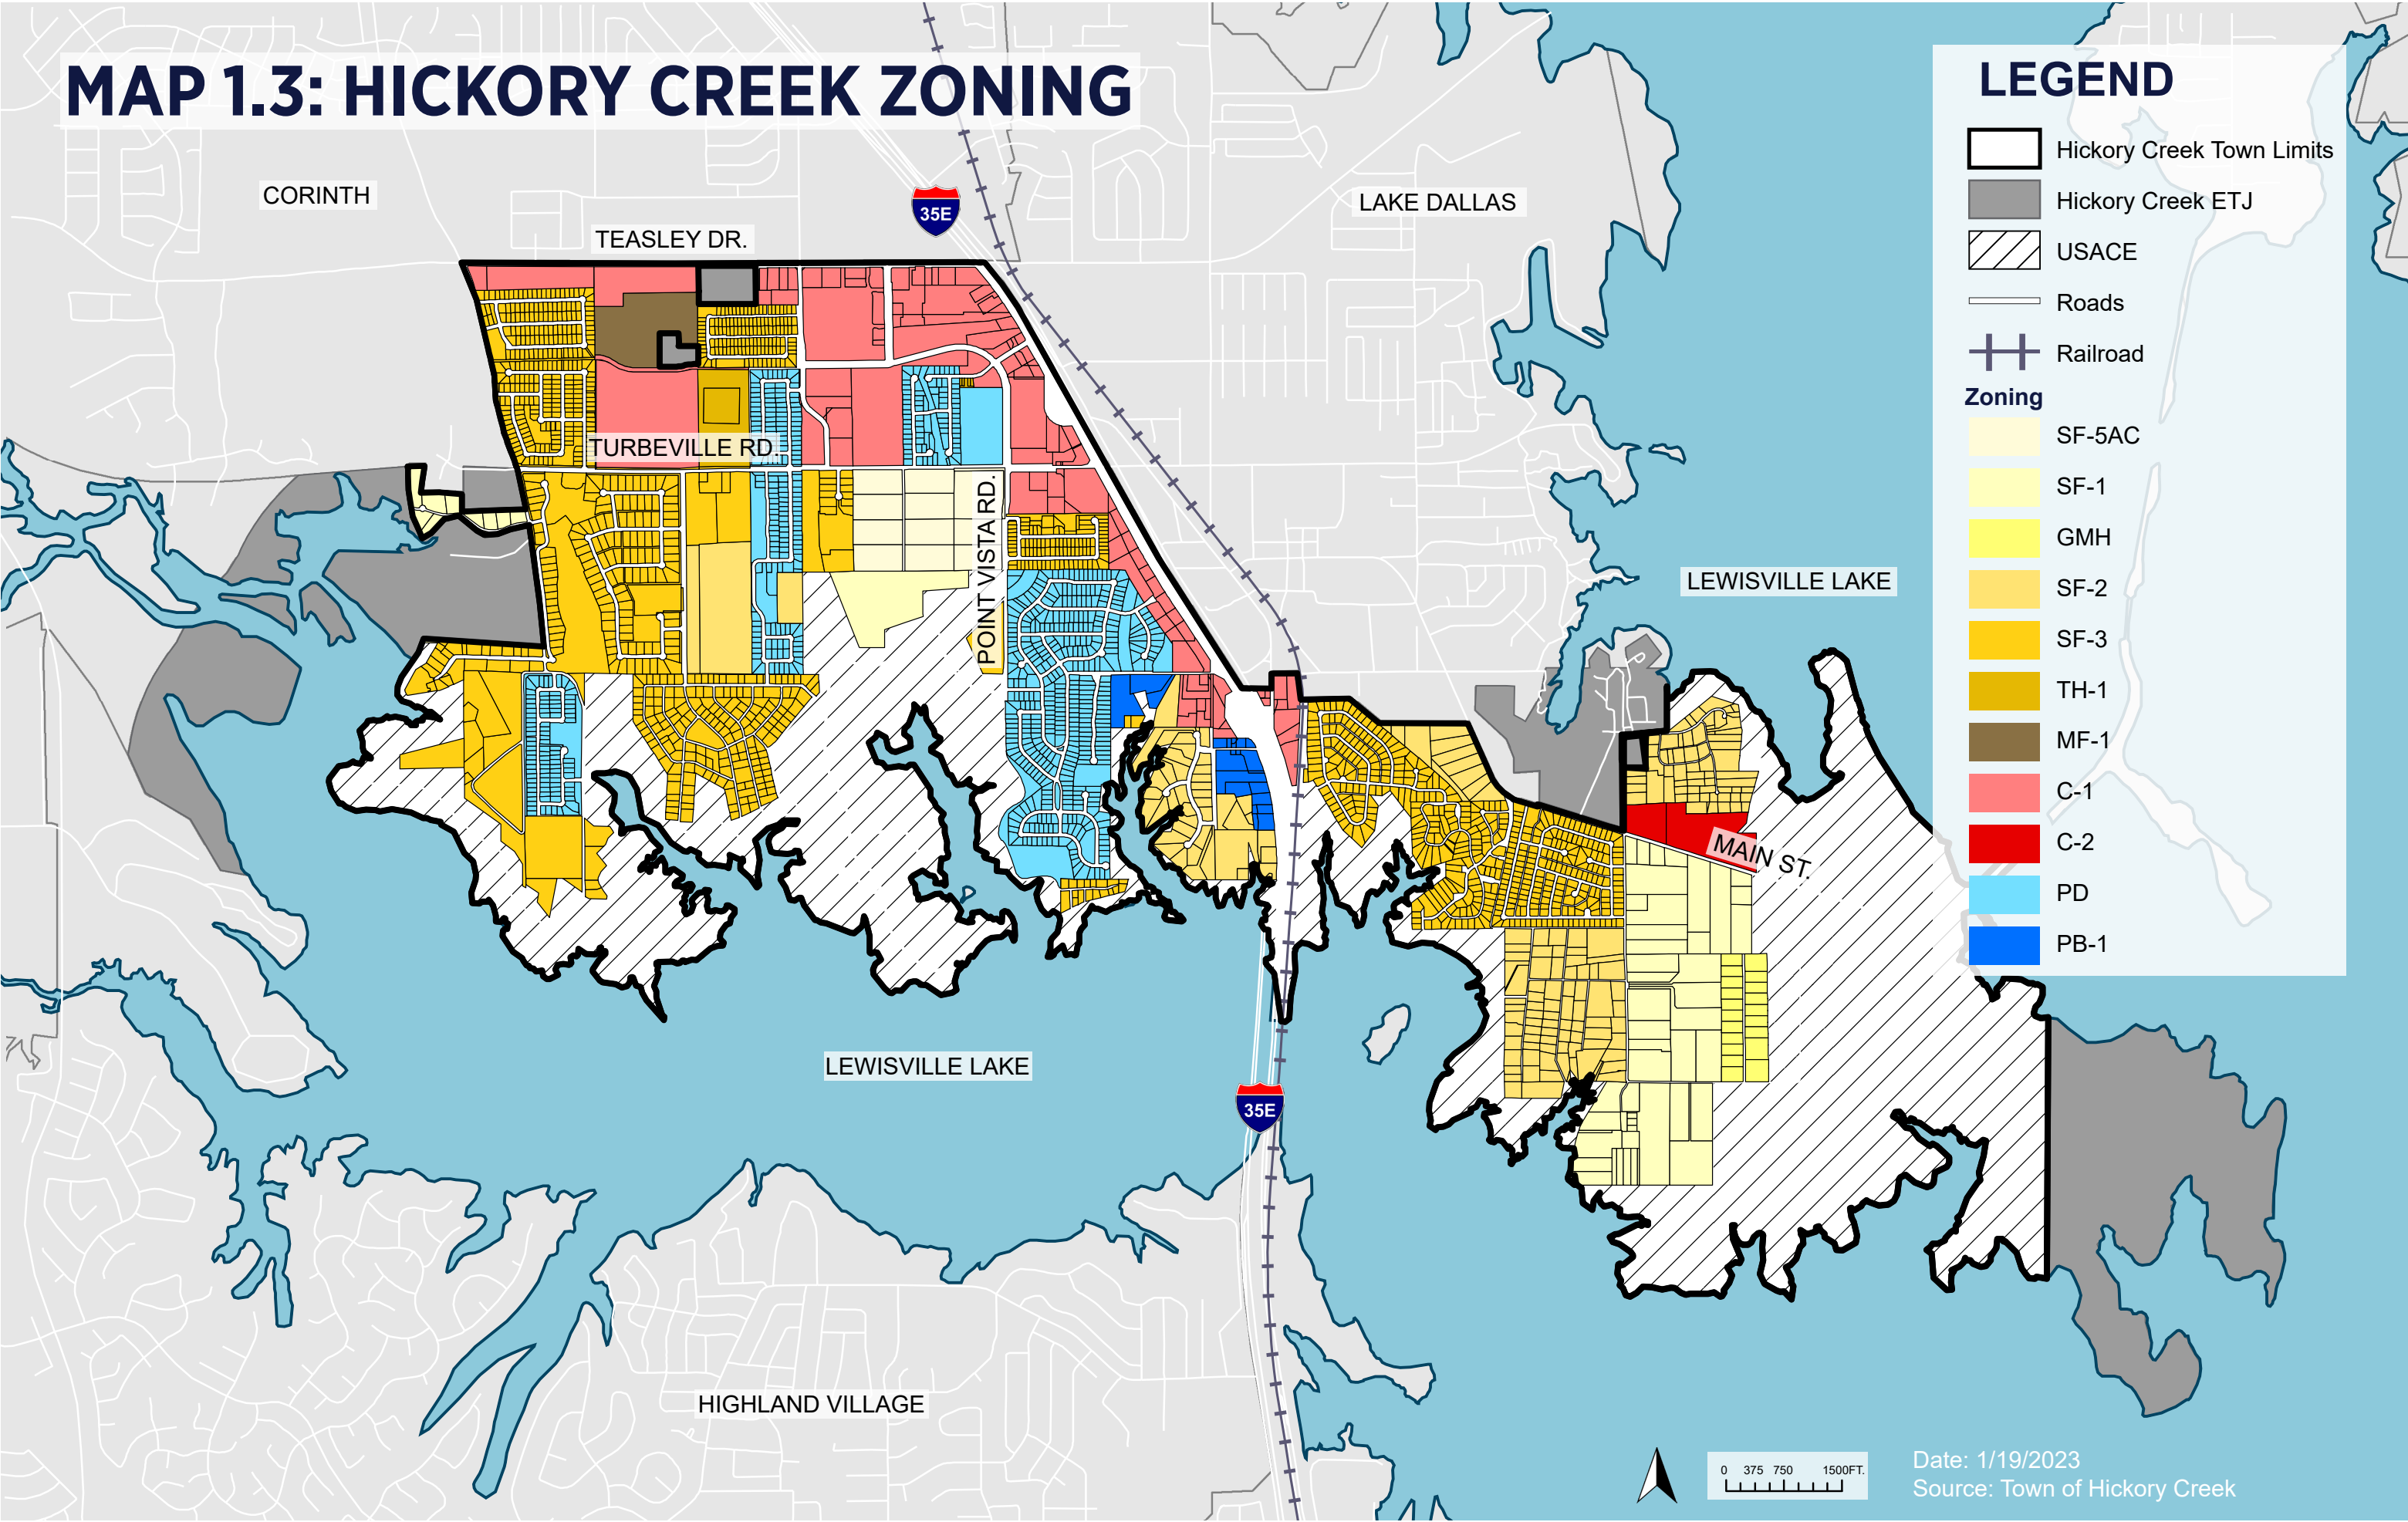 MAP 1.3: HICKORY CREEK ZONING
LEGEND
Hickory Creek Town Limits
Hickory Creek ETJ
USACE
Roads
Railroad
Zoning
SF-5AC
SF-1
GMH
SF-2
SF-3
TH-1
MF-1
C-1
C-2
PD
PB-1
CORINTH
LAKE DALLAS
35E
TEASLEY DR.
TURBEVILLE RD.
POINT VISTA RD.
LEWISVILLE LAKE
MAIN ST.
LEWISVILLE LAKE
35E
HIGHLAND VILLAGE
0 375 750 1500FT.
Date: 1/19/2023
Source: Town of Hickory Creek